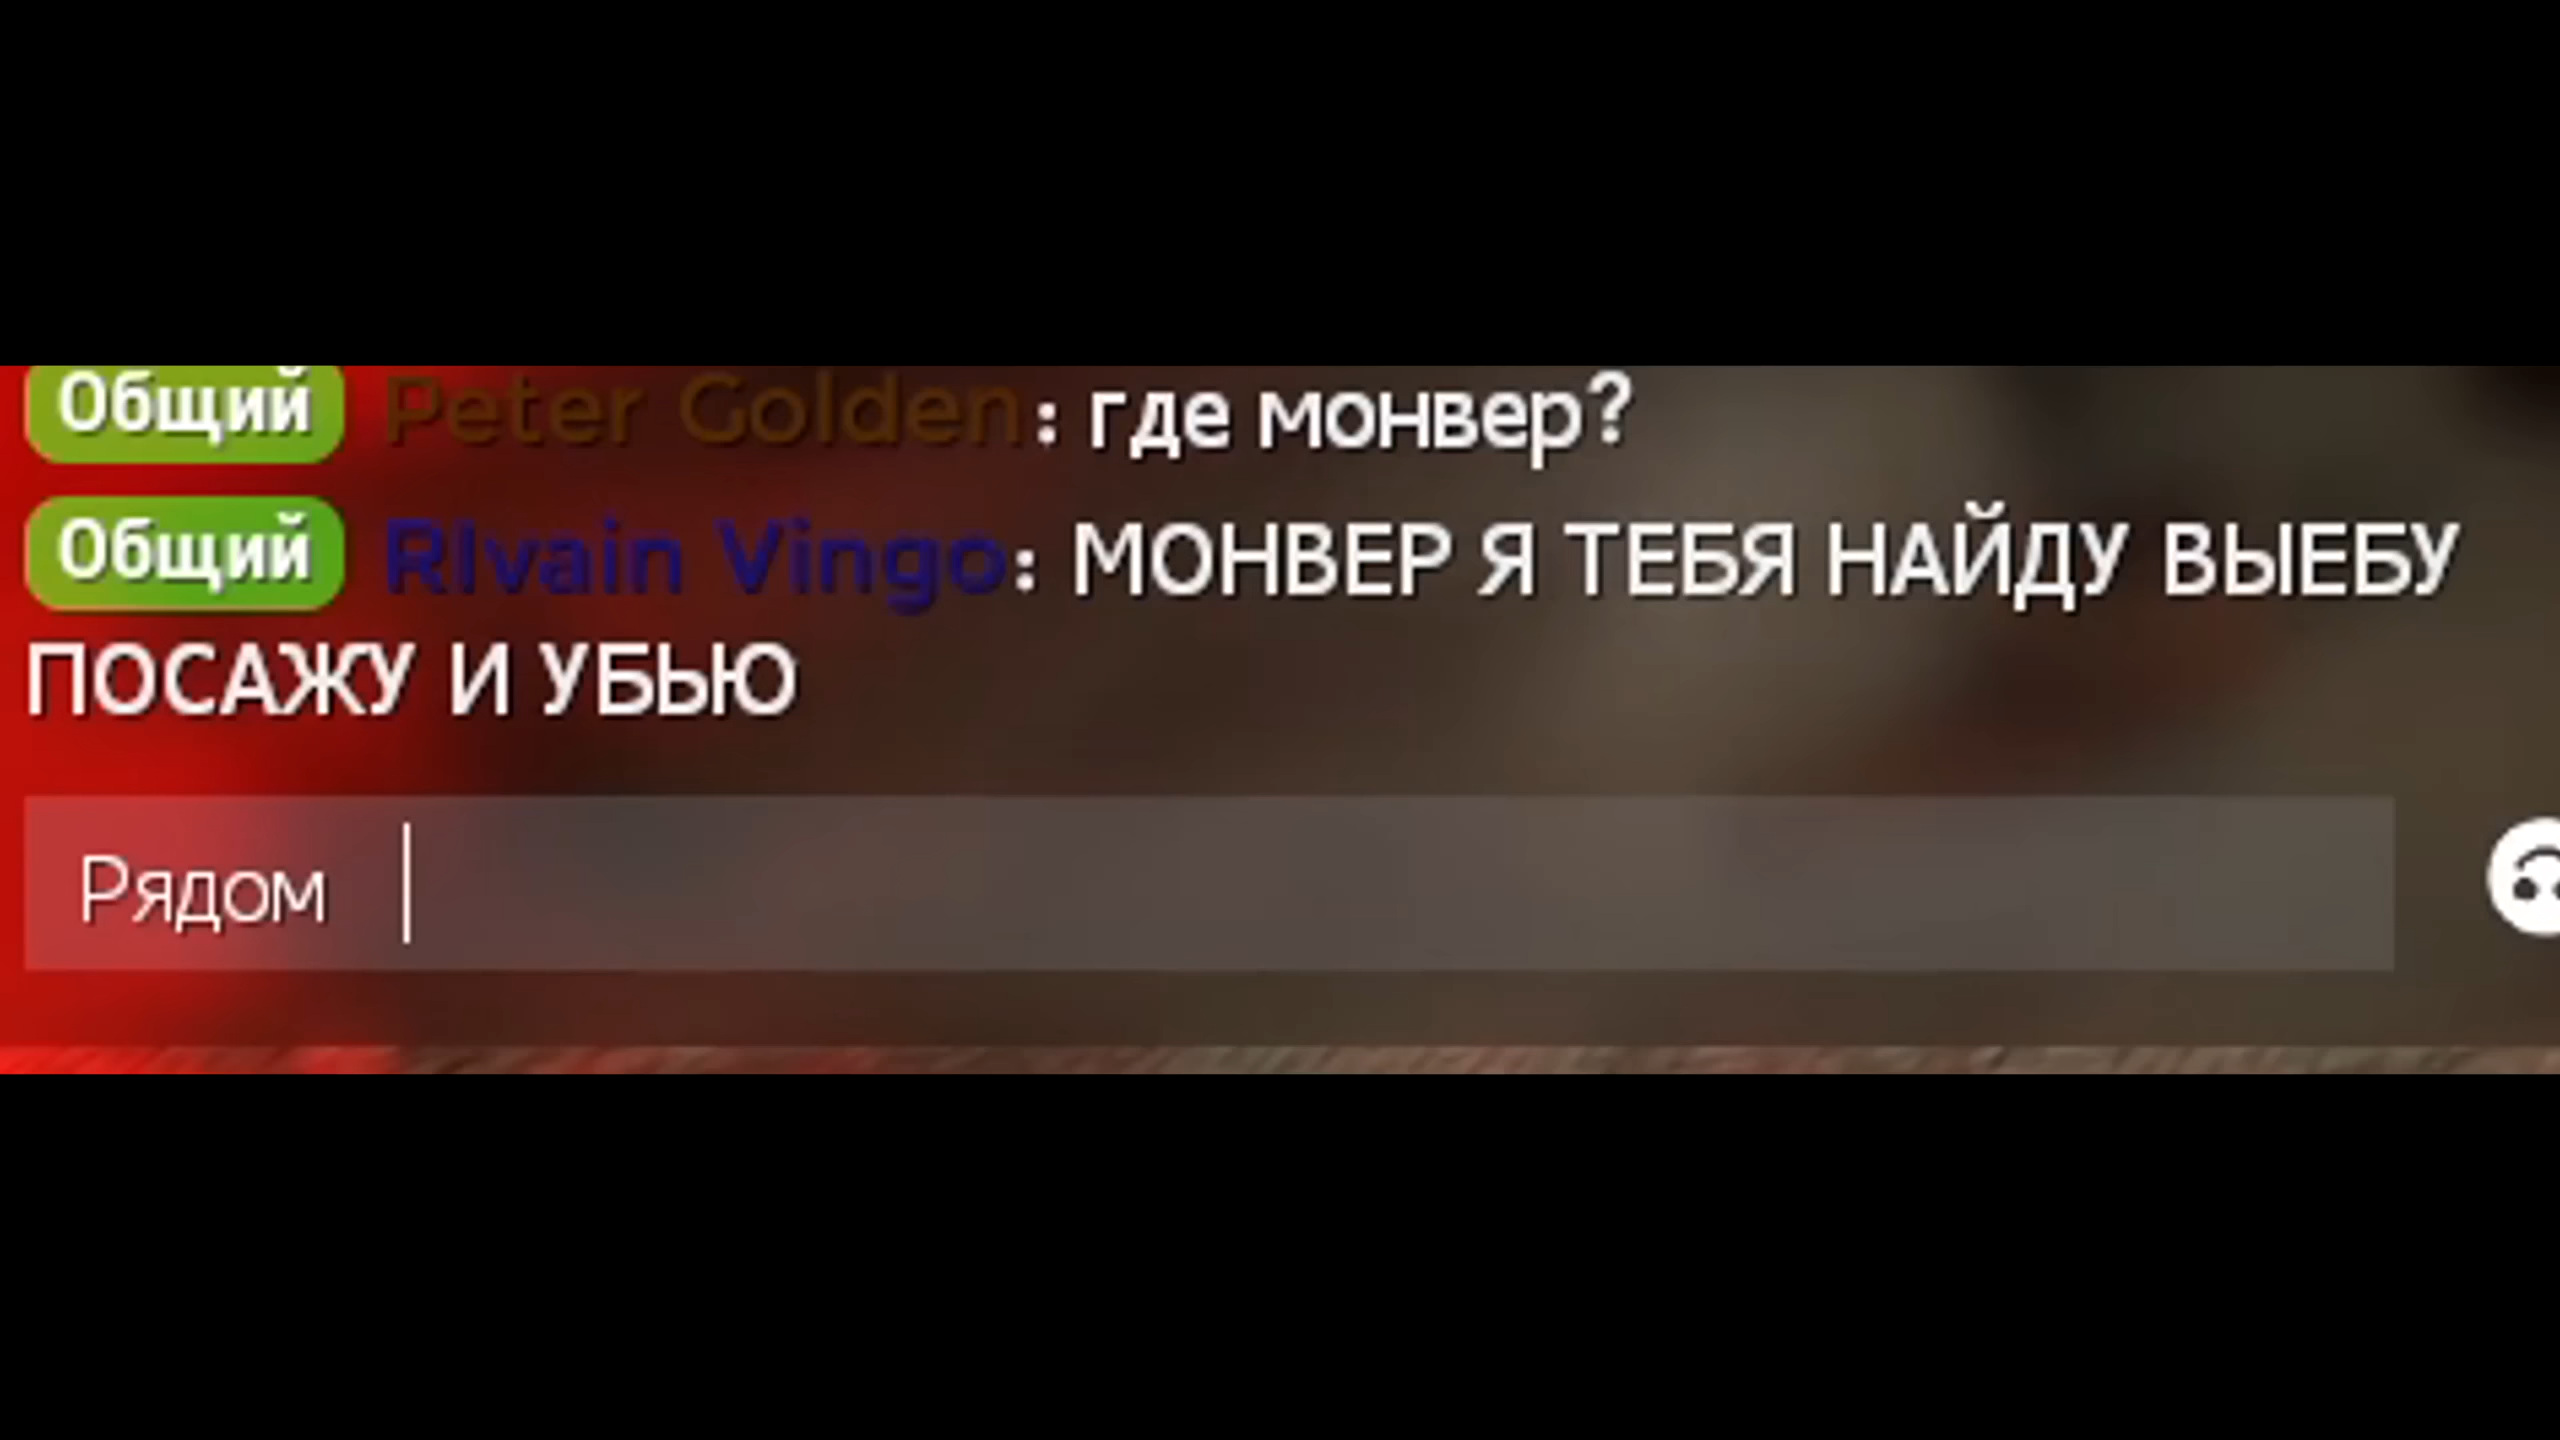 Общий Peter Golden: где монвер?
Общий RIvain Vingo: МОНВЕР Я ТЕБЯ НАЙДУ ВЫЕБУ
ПОСАЖУ И УБЬЮ
Рядом